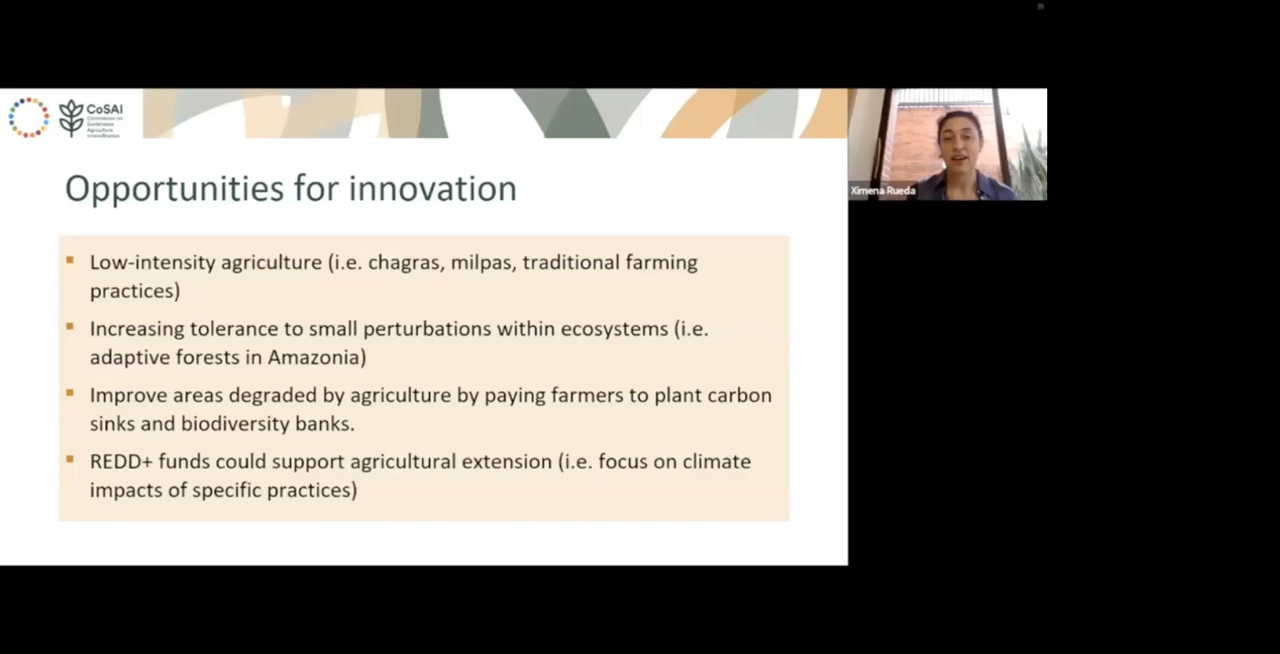 CoSAI
Commission on
Sustainable
Agriculture
Intensification
Ximena Rueda
Opportunities for innovation
Low-intensity agriculture (i.e. chagras, milpas, traditional farming
practices)
Increasing tolerance to small perturbations within ecosystems (i.e.
adaptive forests in Amazonia)
Improve areas degraded by agriculture by paying farmers to plant carbon
sinks and biodiversity banks.
REDD+ funds could support agricultural extension (i.e. focus on climate
impacts of specific practices)